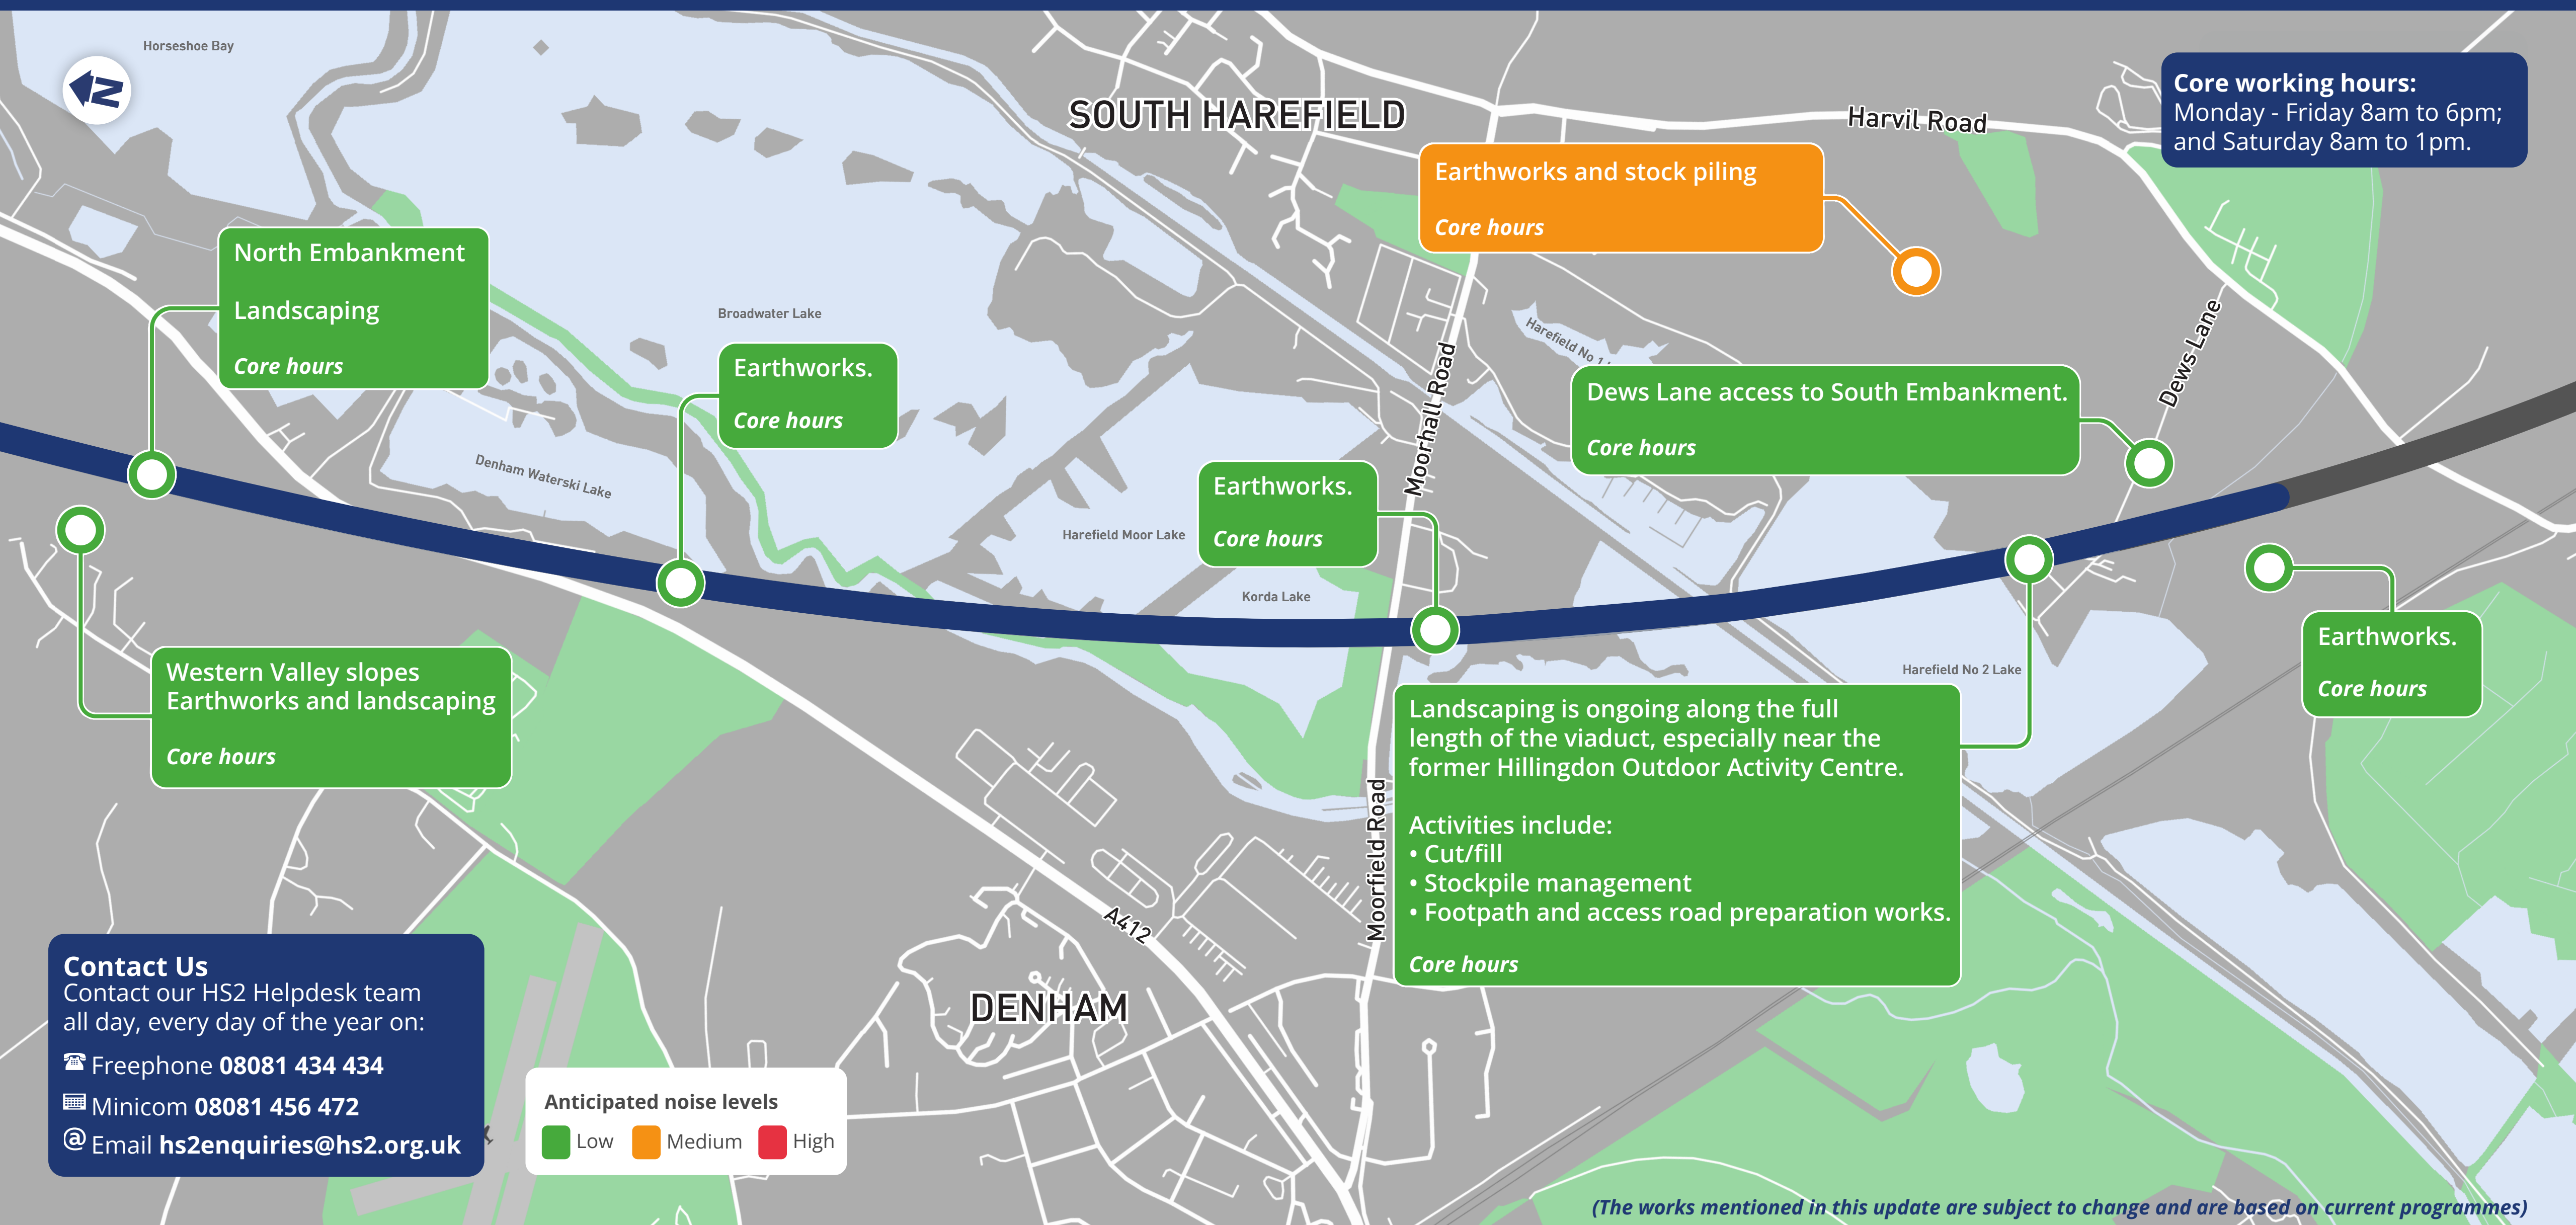 Horseshoe Bay
N
SOUTH HAREFIELD
Harvil Road
Core working hours:
Monday - Friday 8am to 6pm;
and Saturday 8am to 1pm.
Earthworks and stock piling
Core hours
North Embankment
Landscaping
Core hours
Broadwater Lake
Earthworks.
Core hours
Harefield No 1
Moorhall Road
Dews Lane
Dews Lane access to South Embankment.
Core hours
Denham Waterski Lake
Earthworks.
Core hours
Harefield Moor Lake
Korda Lake
Harefield No 2 Lake
Earthworks.
Core hours
Western Valley slopes
Earthworks and landscaping
Core hours
Landscaping is ongoing along the full
length of the viaduct, especially near the
former Hillingdon Outdoor Activity Centre.
Activities include:
• Cut/fill
• Stockpile management
• Footpath and access road preparation works.
Core hours
Moorfield Road
A412
DENHAM
Contact Us
Contact our HS2 Helpdesk team
all day, every day of the year on:
Freephone 08081 434 434
Minicom 08081 456 472
@ Email hs2enquiries@hs2.org.uk
Anticipated noise levels
Low Medium High
(The works mentioned in this update are subject to change and are based on current programmes)